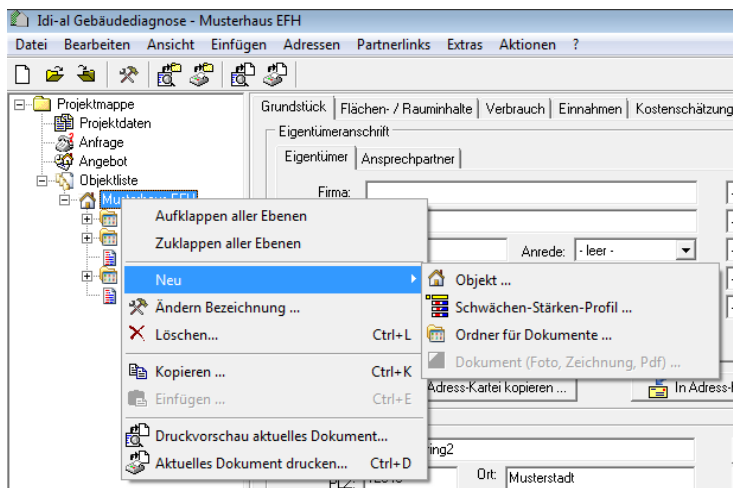 Idi-al Gebäudediagnose - Musterhaus EFH
Datei Bearbeiten Ansicht Einfügen Adressen Partnerlinks Extras Aktionen ?
Projektmappe
Projektdaten
Anfrage
Angebot
Objektliste
Musterhaus EFH
Grundstück Flächen- / Rauminhalte Verbrauch Einnahmen Kostenschätzung
Eigentümeranschrift
Eigentümer Ansprechpartner
Firma:
Anrede: - leer -
Aufklappen aller Ebenen
Zuklappen aller Ebenen
Neu
Ändern Bezeichnung ...
Löschen... Ctrl+L
Kopieren ... Ctrl+K
Einfügen ... Ctrl+E
Druckvorschau aktuelles Dokument...
Aktuelles Dokument drucken... Ctrl+D
Objekt ...
Schwächen-Stärken-Profil ...
Ordner für Dokumente ...
Dokument (Foto, Zeichnung, Pdf) ...
Adress-Kartei kopieren ... In Adress-
ring2
PLZ: Ort: Musterstadt